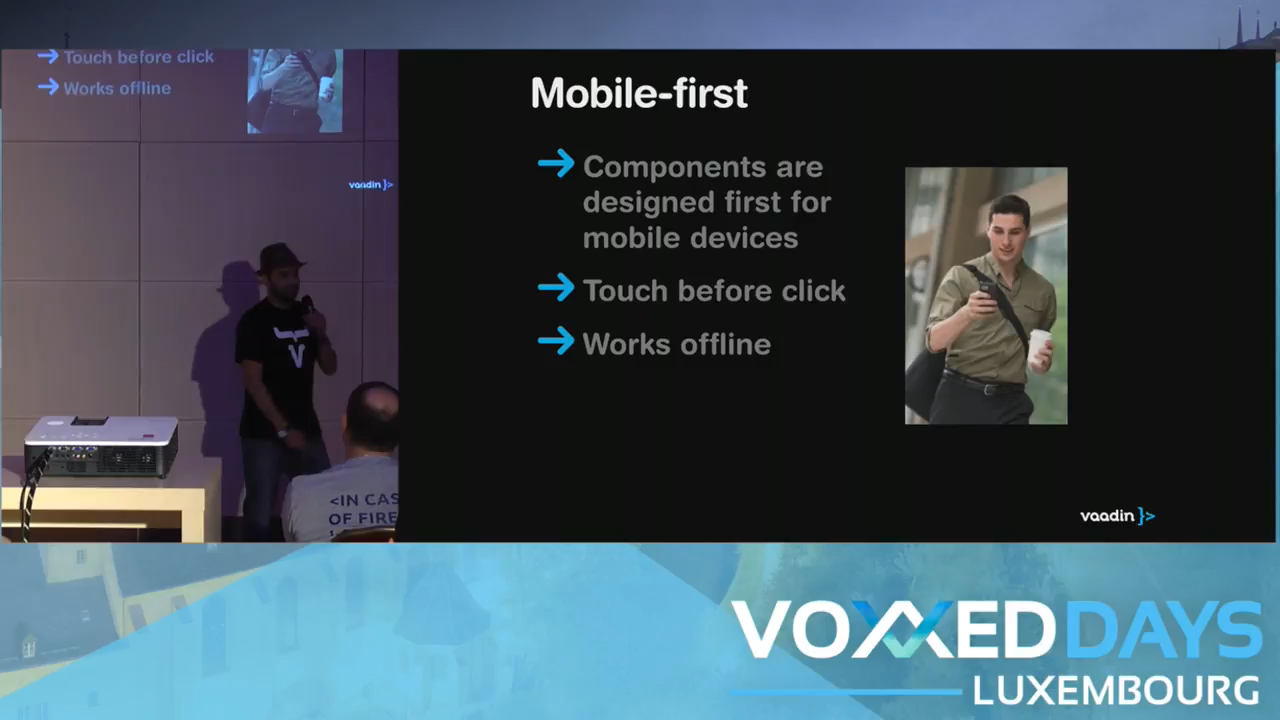 Touch before click
Works offline
vaadin }>
<IN CAS
OF FIRE
Mobile-first
Components are
designed first for
mobile devices
Touch before click
Works offline
vaadin }>
VOXXED DAYS
LUXEMBOURG